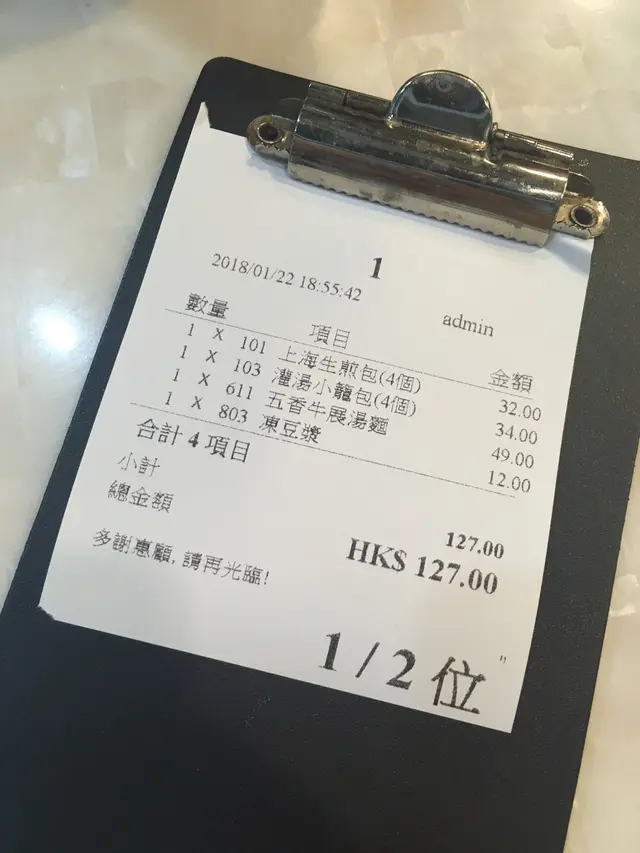 1
2018/01/22 18:55:42 admin
數量 項目 金額
1 X 101 上海生煎包(4個) 32.00
1 X 103 灌湯小籠包(4個) 34.00
1 X 611 五香牛展湯麵 49.00
1 X 803 凍豆漿 12.00
合計 4 項目
小計 127.00
總金額 HK$ 127.00
多謝惠顧, 請再光臨!
1 / 2 位 "